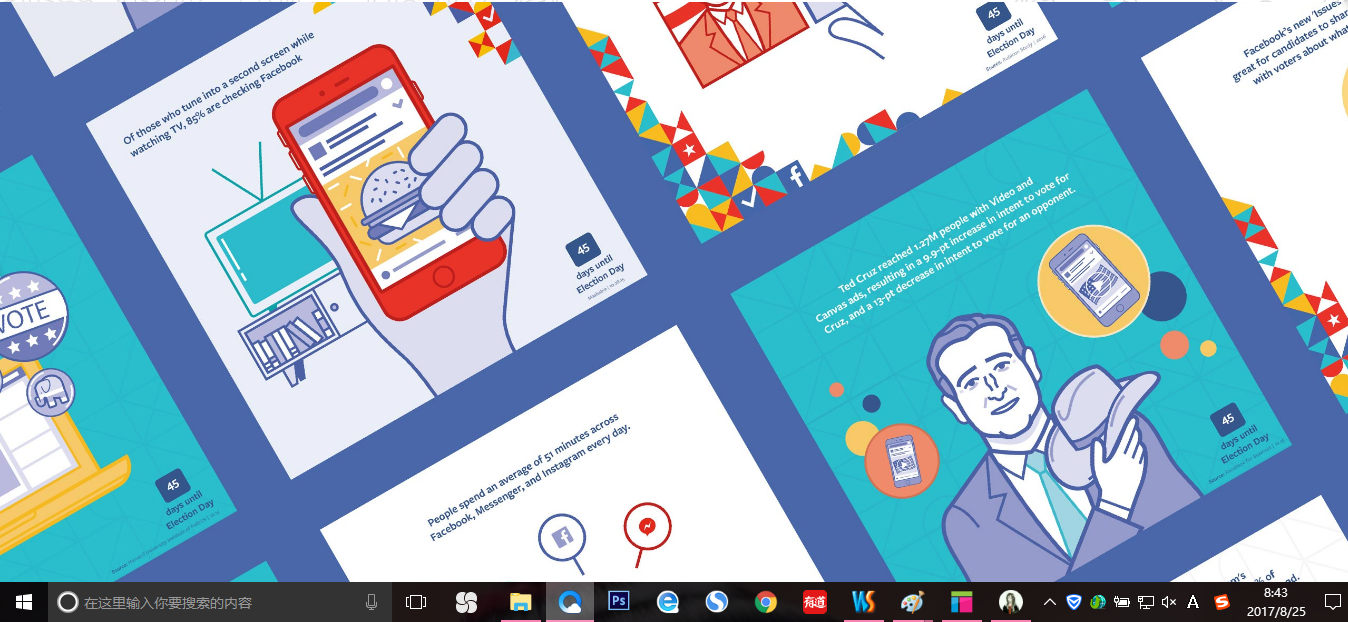 Of those who tune into a second screen while
watching TV, 85% are checking Facebook
45
days until
Election Day
45
days until
Election Day
Facebook's new 'Issues
great for candidates to shar
with voters about what
VOTE
45
days until
Election Day
People spend an average of 51 minutes across
Facebook, Messenger, and Instagram every day.
Ted Cruz reached 1.27M people with Video and
Canvas ads, resulting in a 9.9-pt increase in intent to vote for
Cruz, and a 13-pt decrease in intent to vote for an opponent.
45
days until
Election Day
在这里输入你要搜索的内容
Ps
有道
A
8:43
2017/8/25